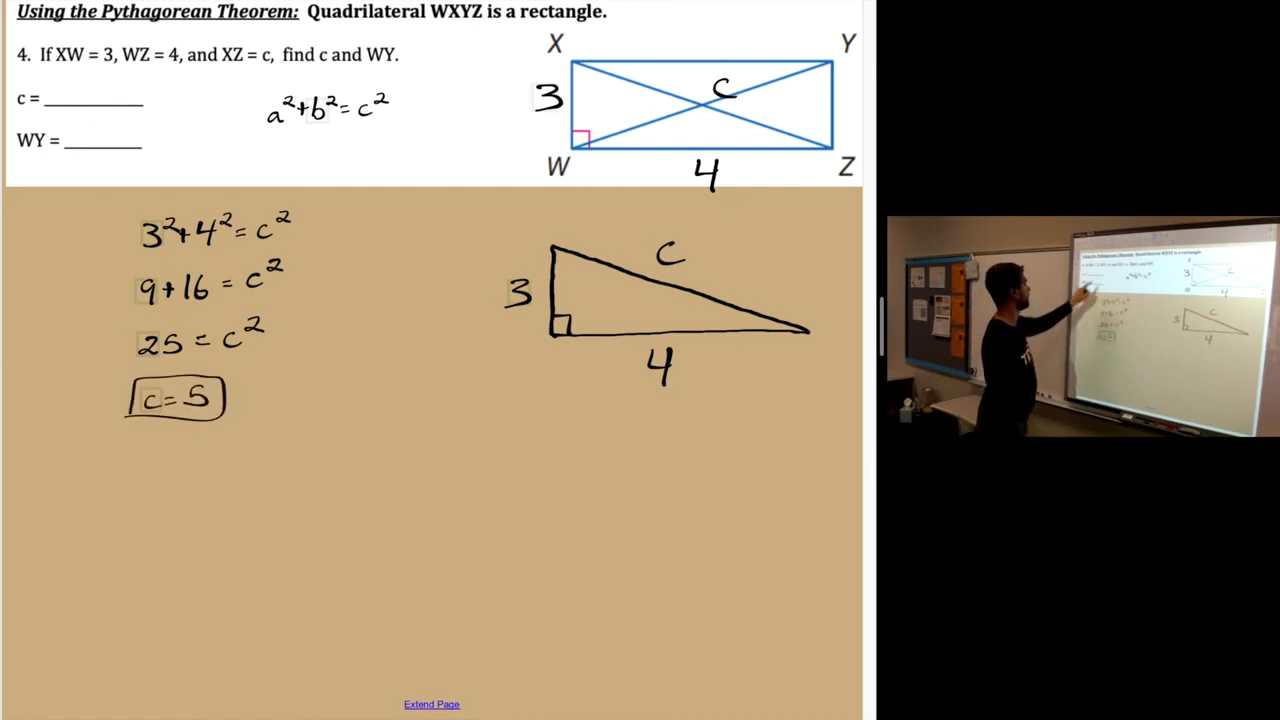 Using the Pythagorean Theorem: Quadrilateral WXYZ is a rectangle.
4. If XW = 3, WZ = 4, and XZ = c, find c and WY.
c = ___________
WY = __________
a²+b²=c²
X
Y
3
c
W
4
Z
3²+4²=c²
9+16=c²
25=c²
c=5
c
3
4
Extend Page